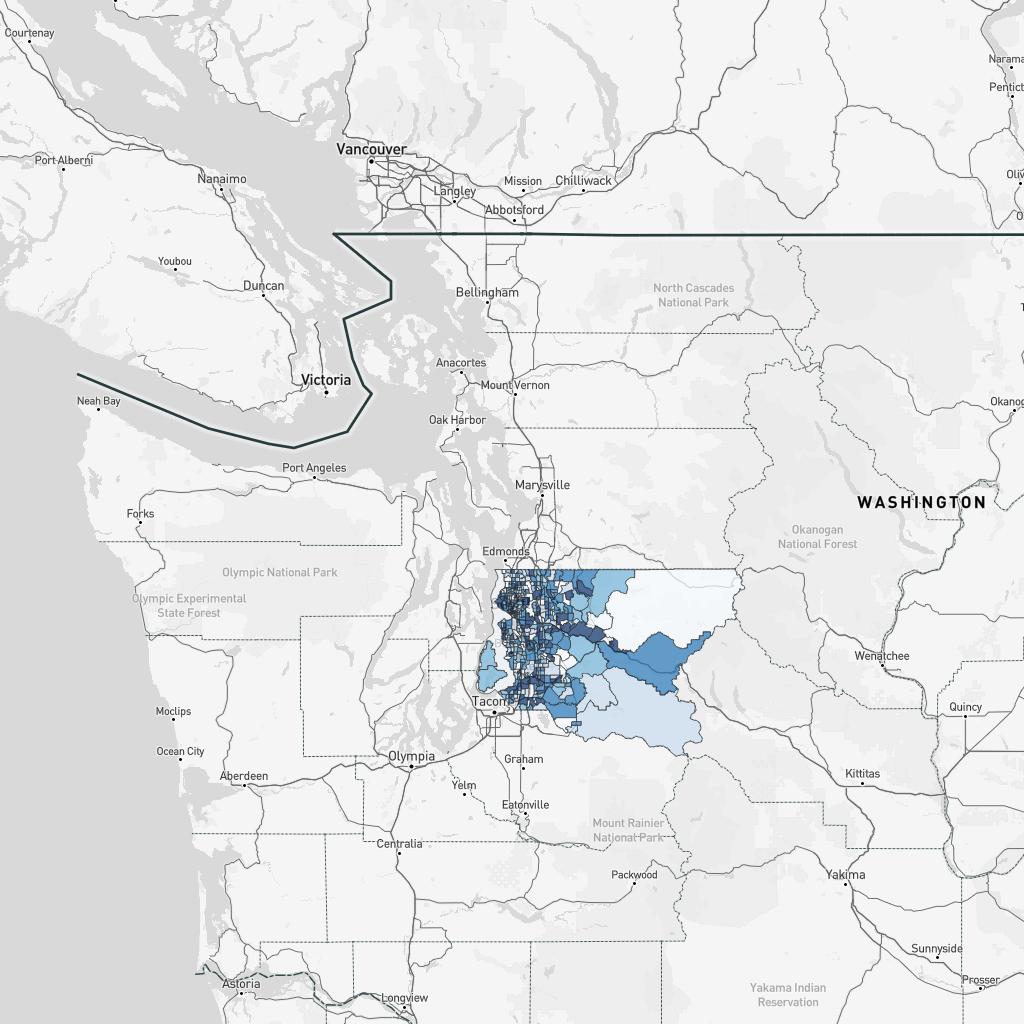 Courtenay
Narama
Pentict
Vancouver
Port Alberni
Nanaimo
Langley
Mission
Chilliwack
Abbotsford
Youbou
Duncan
Bellingham
North Cascades
National Park
Anacortes
Victoria
Mount Vernon
Neah Bay
Oak Harbor
Okanog
Port Angeles
Marysville
WASHINGTON
Forks
Okanogan
National Forest
Edmonds
Olympic National Park
Olympic Experimental
State Forest
Wenatchee
Tacom
Moclips
Quincy
Ocean City
Olympia
Graham
Aberdeen
Yelm
Kittitas
Eatonville
Mount Rainier
National Park
Centralia
Packwood
Yakima
Sunnyside
Astoria
Prosser
Longview
Yakama Indian
Reservation